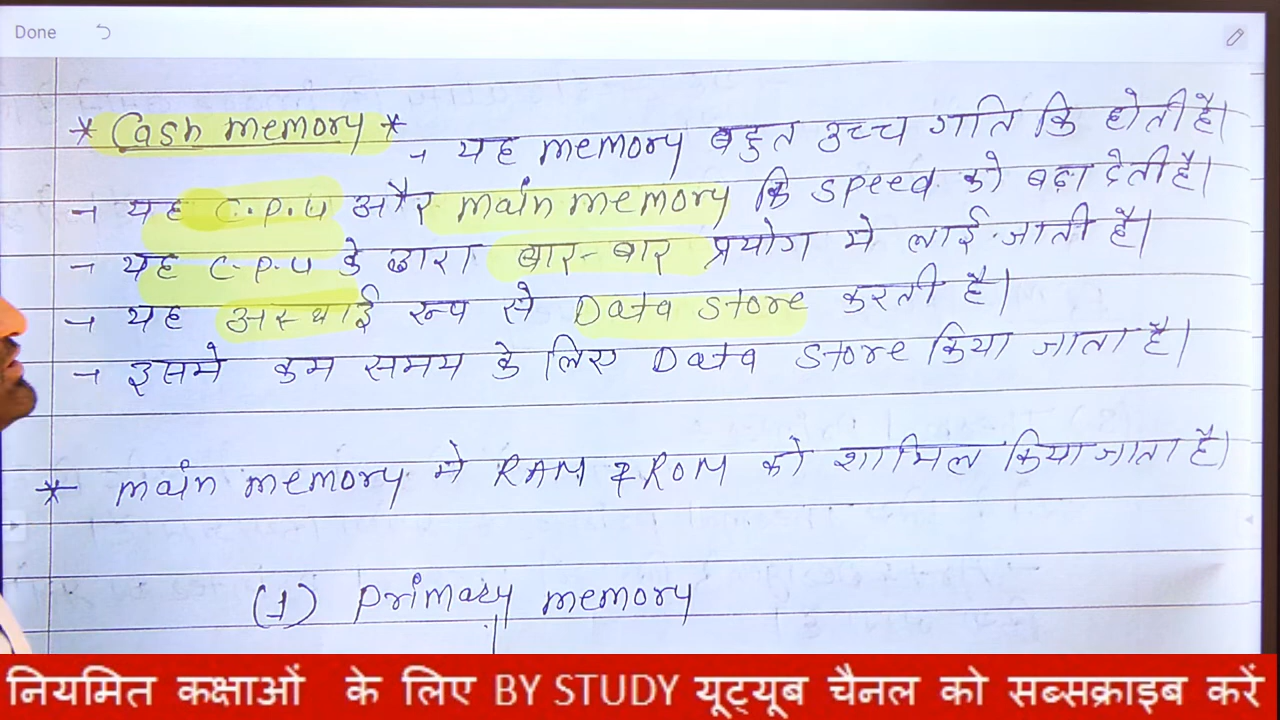 Done
* Cash memory *
→ यह memory बहुत उच्च गति कि होती है।
→ यह C.P.U और main memory कि speed को बढ़ा देती है।
→ यह C.P.U के द्वारा बार-बार प्रयोग मे लाई जाती है।
→ यह अस्थाई रूप से Data store करती है।
→ इसमे कम समय के लिए Data store किया जाता है।
* main memory मे RAM & ROM को शामिल किया जाता है।
(1) Primary memory
नियमित कक्षाओं के लिए BY STUDY यूट्यूब चैनल को सब्सक्राइब करें